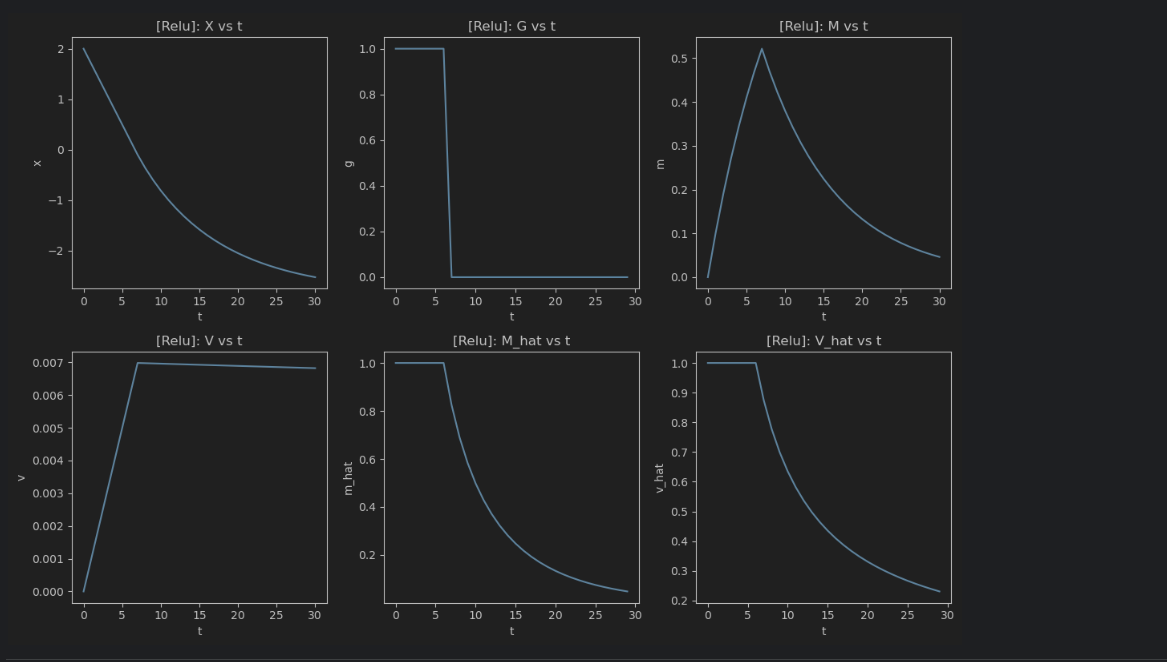 [Relu]: X vs t
[Relu]: G vs t
[Relu]: M vs t
x
2
1
0
−1
−2
0 5 10 15 20 25 30
t
g
1.0
0.8
0.6
0.4
0.2
0.0
0 5 10 15 20 25 30
t
m
0.5
0.4
0.3
0.2
0.1
0.0
0 5 10 15 20 25 30
t
[Relu]: V vs t
[Relu]: M_hat vs t
[Relu]: V_hat vs t
v
0.007
0.006
0.005
0.004
0.003
0.002
0.001
0.000
0 5 10 15 20 25 30
t
m_hat
1.0
0.8
0.6
0.4
0.2
0 5 10 15 20 25 30
t
v_hat
1.0
0.9
0.8
0.7
0.6
0.5
0.4
0.3
0.2
0 5 10 15 20 25 30
t